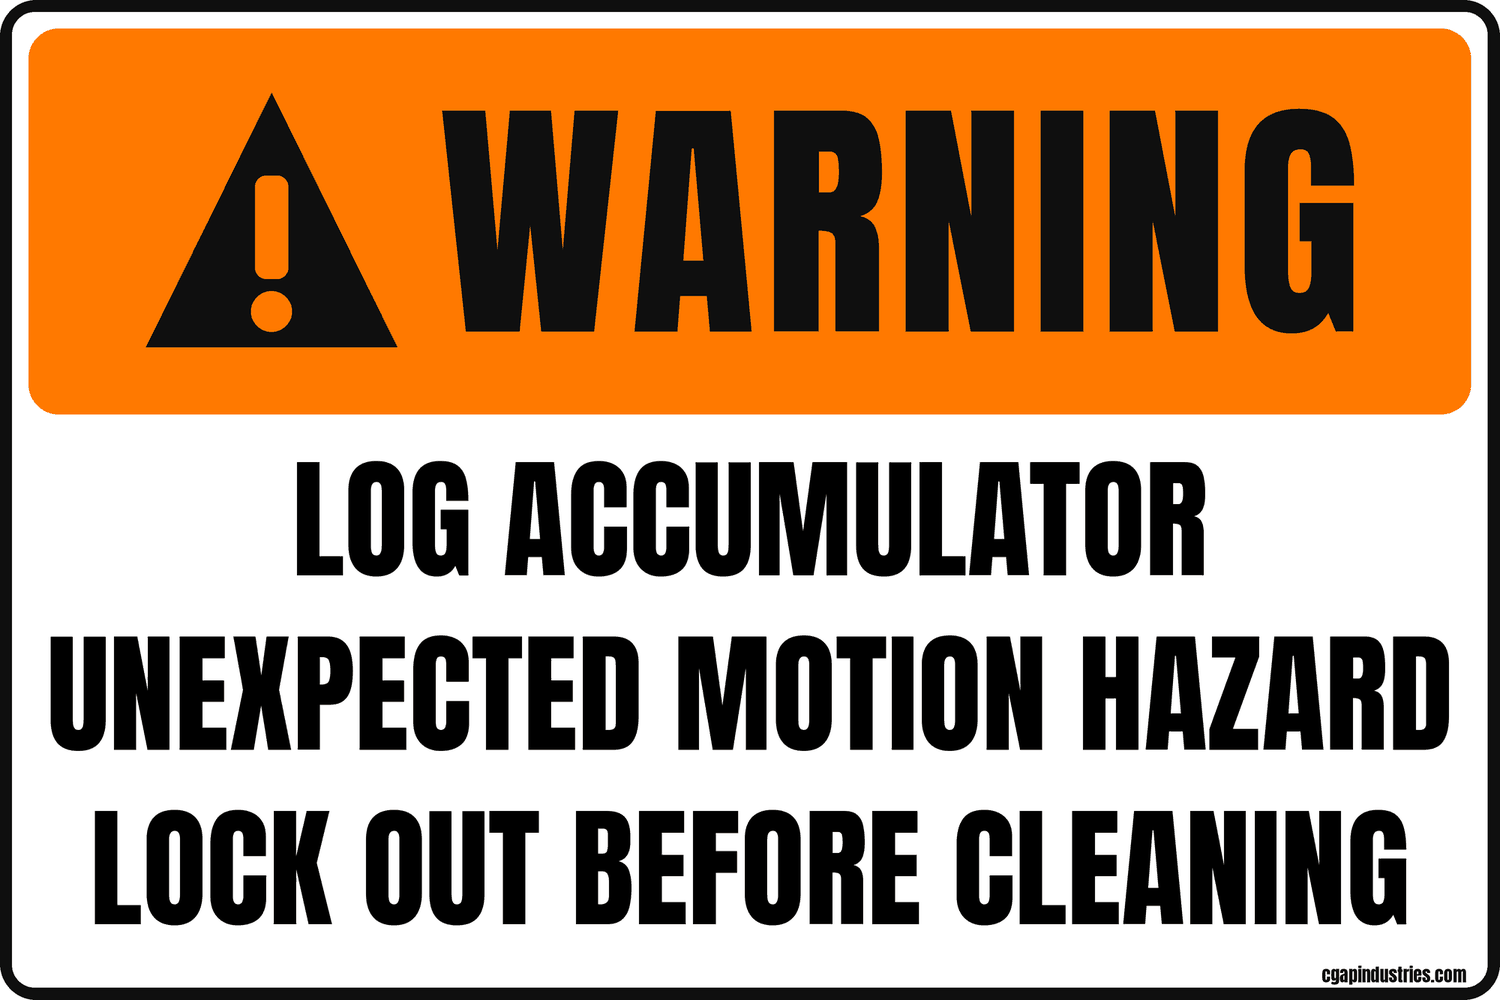 WARNING
LOG ACCUMULATOR
UNEXPECTED MOTION HAZARD
LOCK OUT BEFORE CLEANING
cgapindustries.com